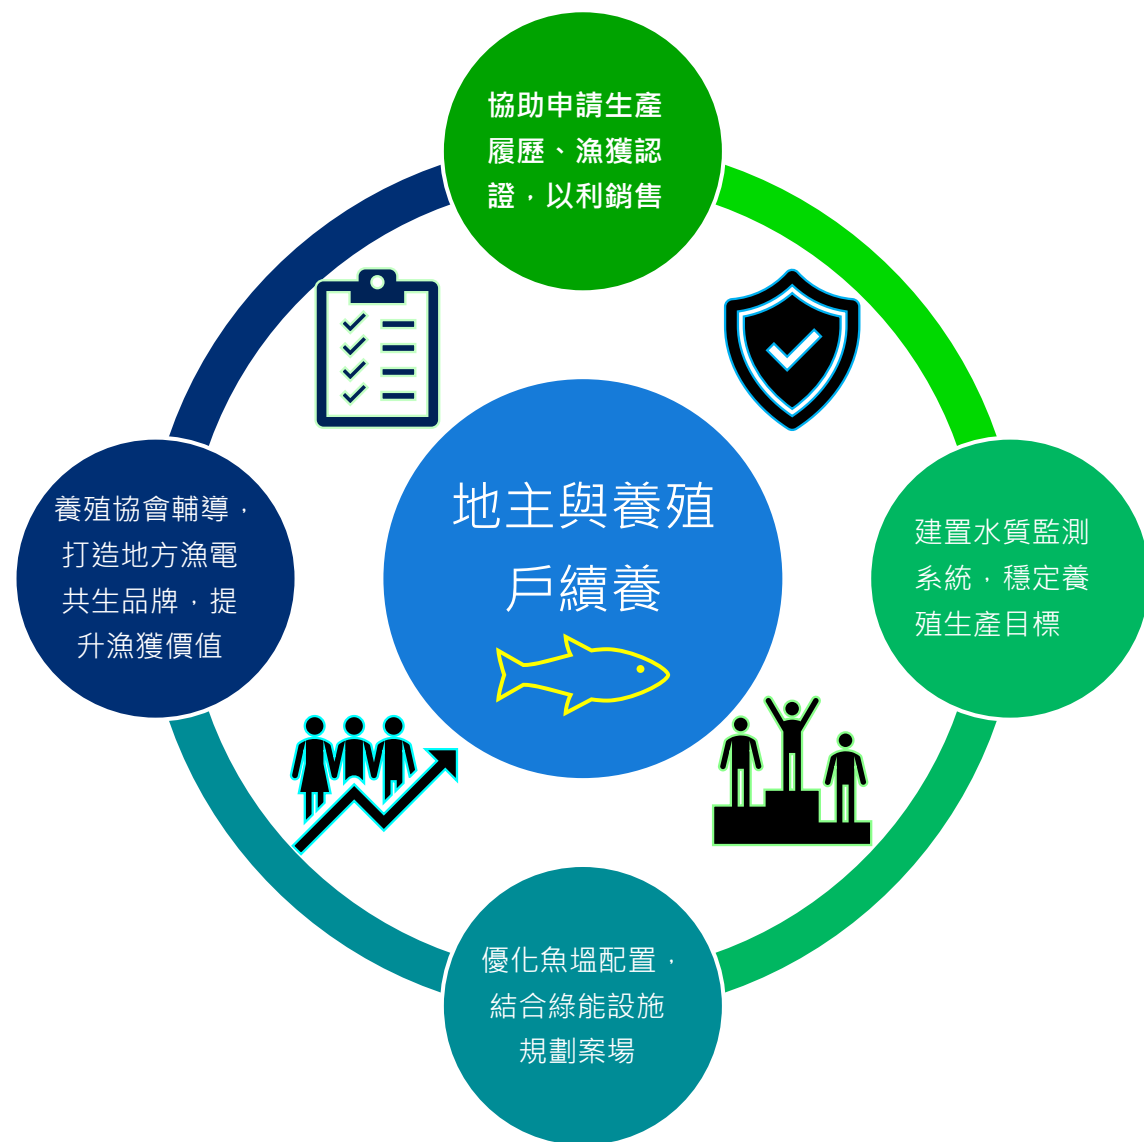 協助申請生產
履歷、漁獲認
證，以利銷售
養殖協會輔導，
打造地方漁電
共生品牌，提
升漁獲價值
地主與養殖
戶續養
建置水質監測
系統，穩定養
殖生產目標
優化魚塭配置，
結合綠能設施
規劃案場